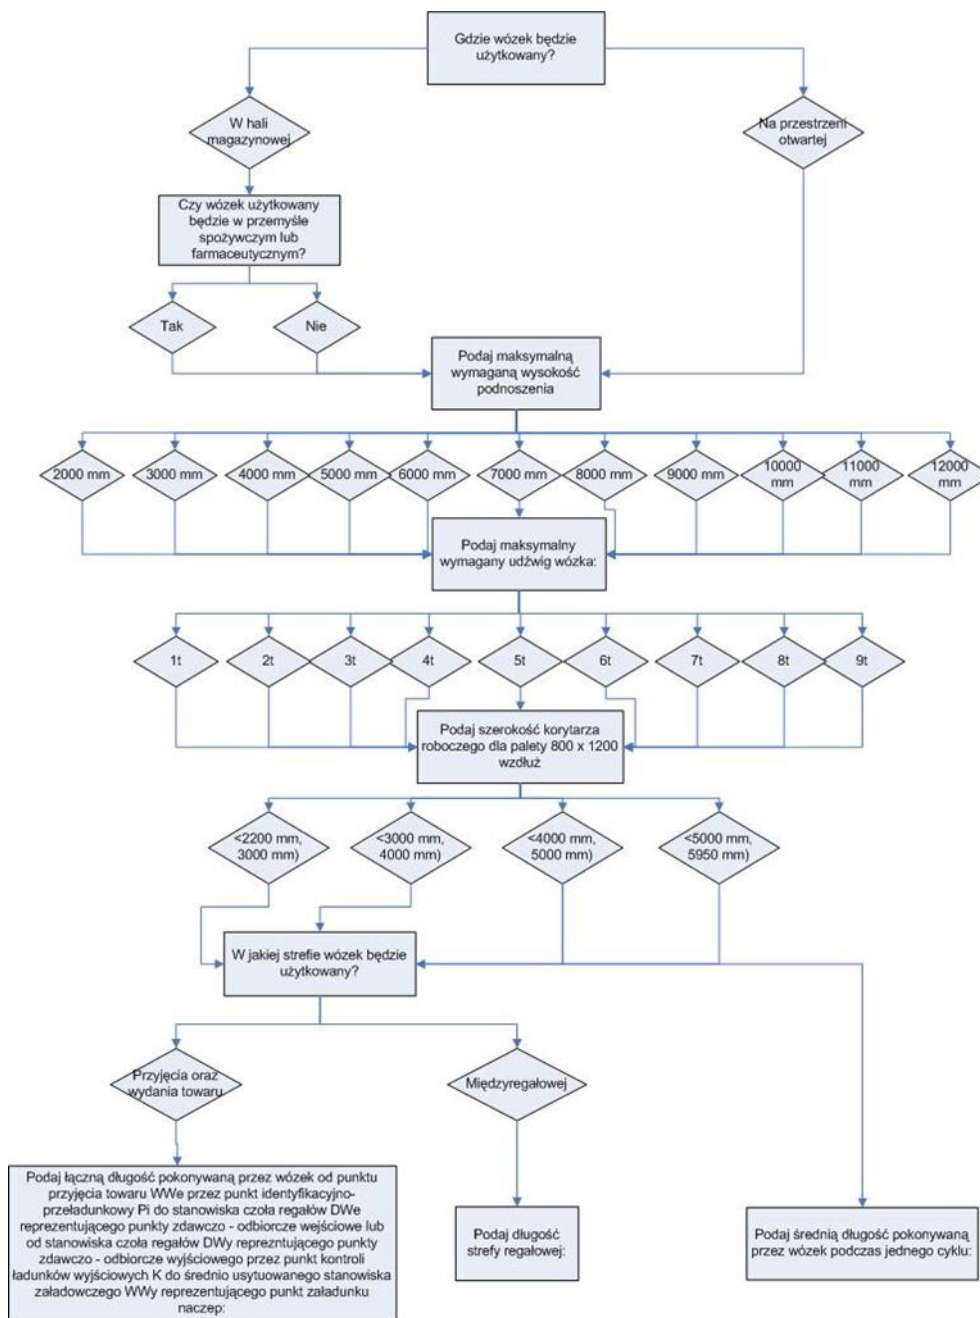 Gdzie wózek będzie
użytkowany?
W hali
magazynowej
Na przestrzeni
otwartej
Czy wózek użytkowany
będzie w przemyśle
spożywczym lub
farmaceutycznym?
Tak
Nie
Podaj maksymalną
wymaganą wysokość
podnoszenia
2000 mm
3000 mm
4000 mm
5000 mm
6000 mm
7000 mm
8000 mm
9000 mm
10000
mm
11000
mm
12000
mm
Podaj maksymalny
wymagany udźwig wózka:
1t
2t
3t
4t
5t
6t
7t
8t
9t
Podaj szerokość korytarza
roboczego dla palety 800 x 1200
wzdłuż
<2200 mm,
3000 mm)
<3000 mm,
4000 mm)
<4000 mm,
5000 mm)
<5000 mm,
5950 mm)
W jakiej strefie wózek będzie
użytkowany?
Przyjęcia oraz
wydania towaru
Międzyregałowej
Podaj łączną długość pokonywaną przez wózek od punktu
przyjęcia towaru WWe przez punkt identyfikacyjno-
przeładunkowy Pi do stanowiska czoła regałów DWe
reprezentującego punkty zdawczo - odbiorcze wejściowe lub
od stanowiska czoła regałów DWy reprezntującego punkty
zdawczo - odbiorcze wyjściowego przez punkt kontroli
ładunków wyjściowych K do średnio usytuowanego stanowiska
załadowczego WWy reprezentującego punkt załadunku
naczep:
Podaj długość
strefy regałowej:
Podaj średnią długość pokonywaną
przez wózek podczas jednego cyklu: